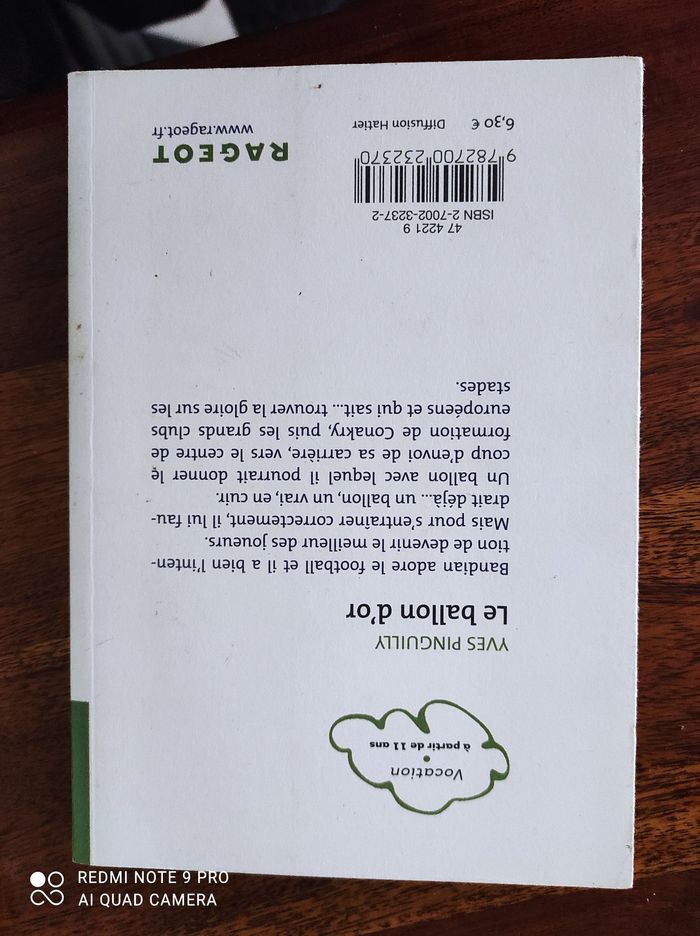 Vocation
à partir de 11 ans
YVES PINGUILLY
Le ballon d'or
Bandian adore le football et il a bien l'inten-
tion de devenir le meilleur des joueurs.
Mais pour s'entraîner correctement, il lui fau-
drait déjà... un ballon, un vrai, en cuir.
Un ballon avec lequel il pourrait donner le
coup d'envoi de sa carrière, vers le centre de
formation de Conakry, puis les grands clubs
européens et qui sait... trouver la gloire sur les
stades.
47 4221 9
ISBN 2-7002-3237-2
9 782700 232370
6,30 € Diffusion Hatier
RAGEOT
www.rageot.fr
REDMI NOTE 9 PRO
AI QUAD CAMERA